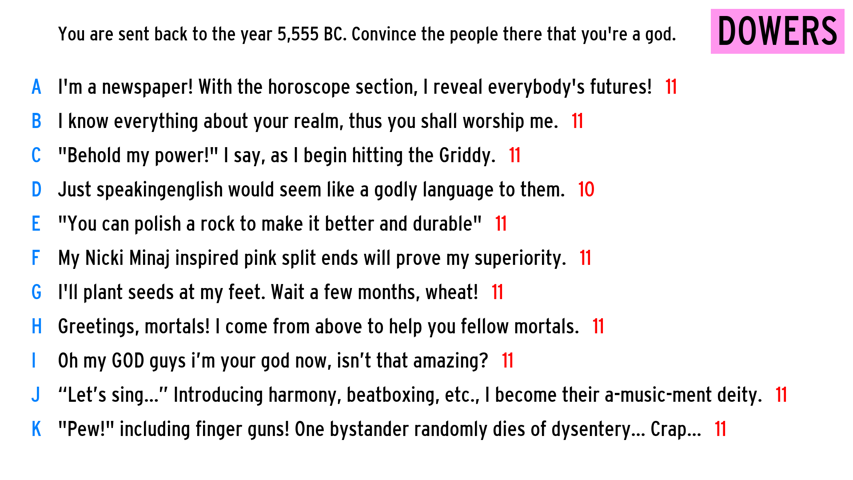 You are sent back to the year 5,555 BC. Convince the people there that you're a god.
DOWERS
A I'm a newspaper! With the horoscope section, I reveal everybody's futures! 11
B I know everything about your realm, thus you shall worship me. 11
C "Behold my power!" I say, as I begin hitting the Griddy. 11
D Just speakingenglish would seem like a godly language to them. 10
E "You can polish a rock to make it better and durable" 11
F My Nicki Minaj inspired pink split ends will prove my superiority. 11
G I'll plant seeds at my feet. Wait a few months, wheat! 11
H Greetings, mortals! I come from above to help you fellow mortals. 11
I Oh my GOD guys i’m your god now, isn’t that amazing? 11
J “Let’s sing...” Introducing harmony, beatboxing, etc., I become their a-music-ment deity. 11
K "Pew!" including finger guns! One bystander randomly dies of dysentery... Crap... 11